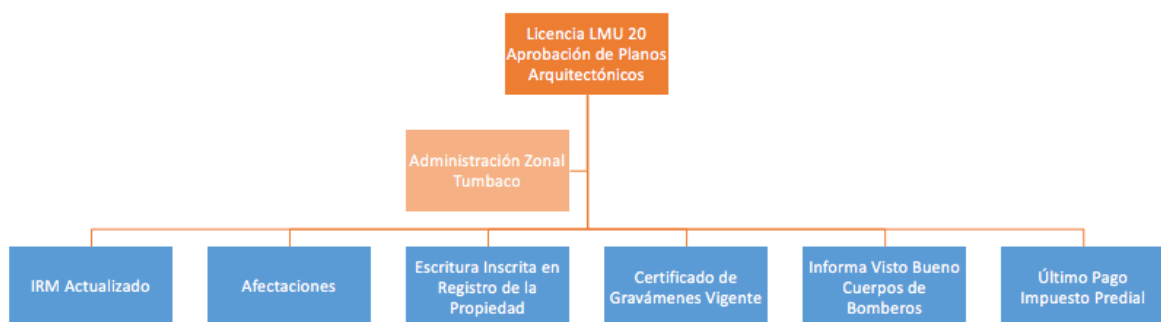 Licencia LMU 20
Aprobación de Planos
Arquitectónicos
Administración Zonal
Tumbaco
IRM Actualizado
Afectaciones
Escritura Inscrita en
Registro de la
Propiedad
Certificado de
Gravámenes Vigente
Informa Visto Bueno
Cuerpos de
Bomberos
Último Pago
Impuesto Predial